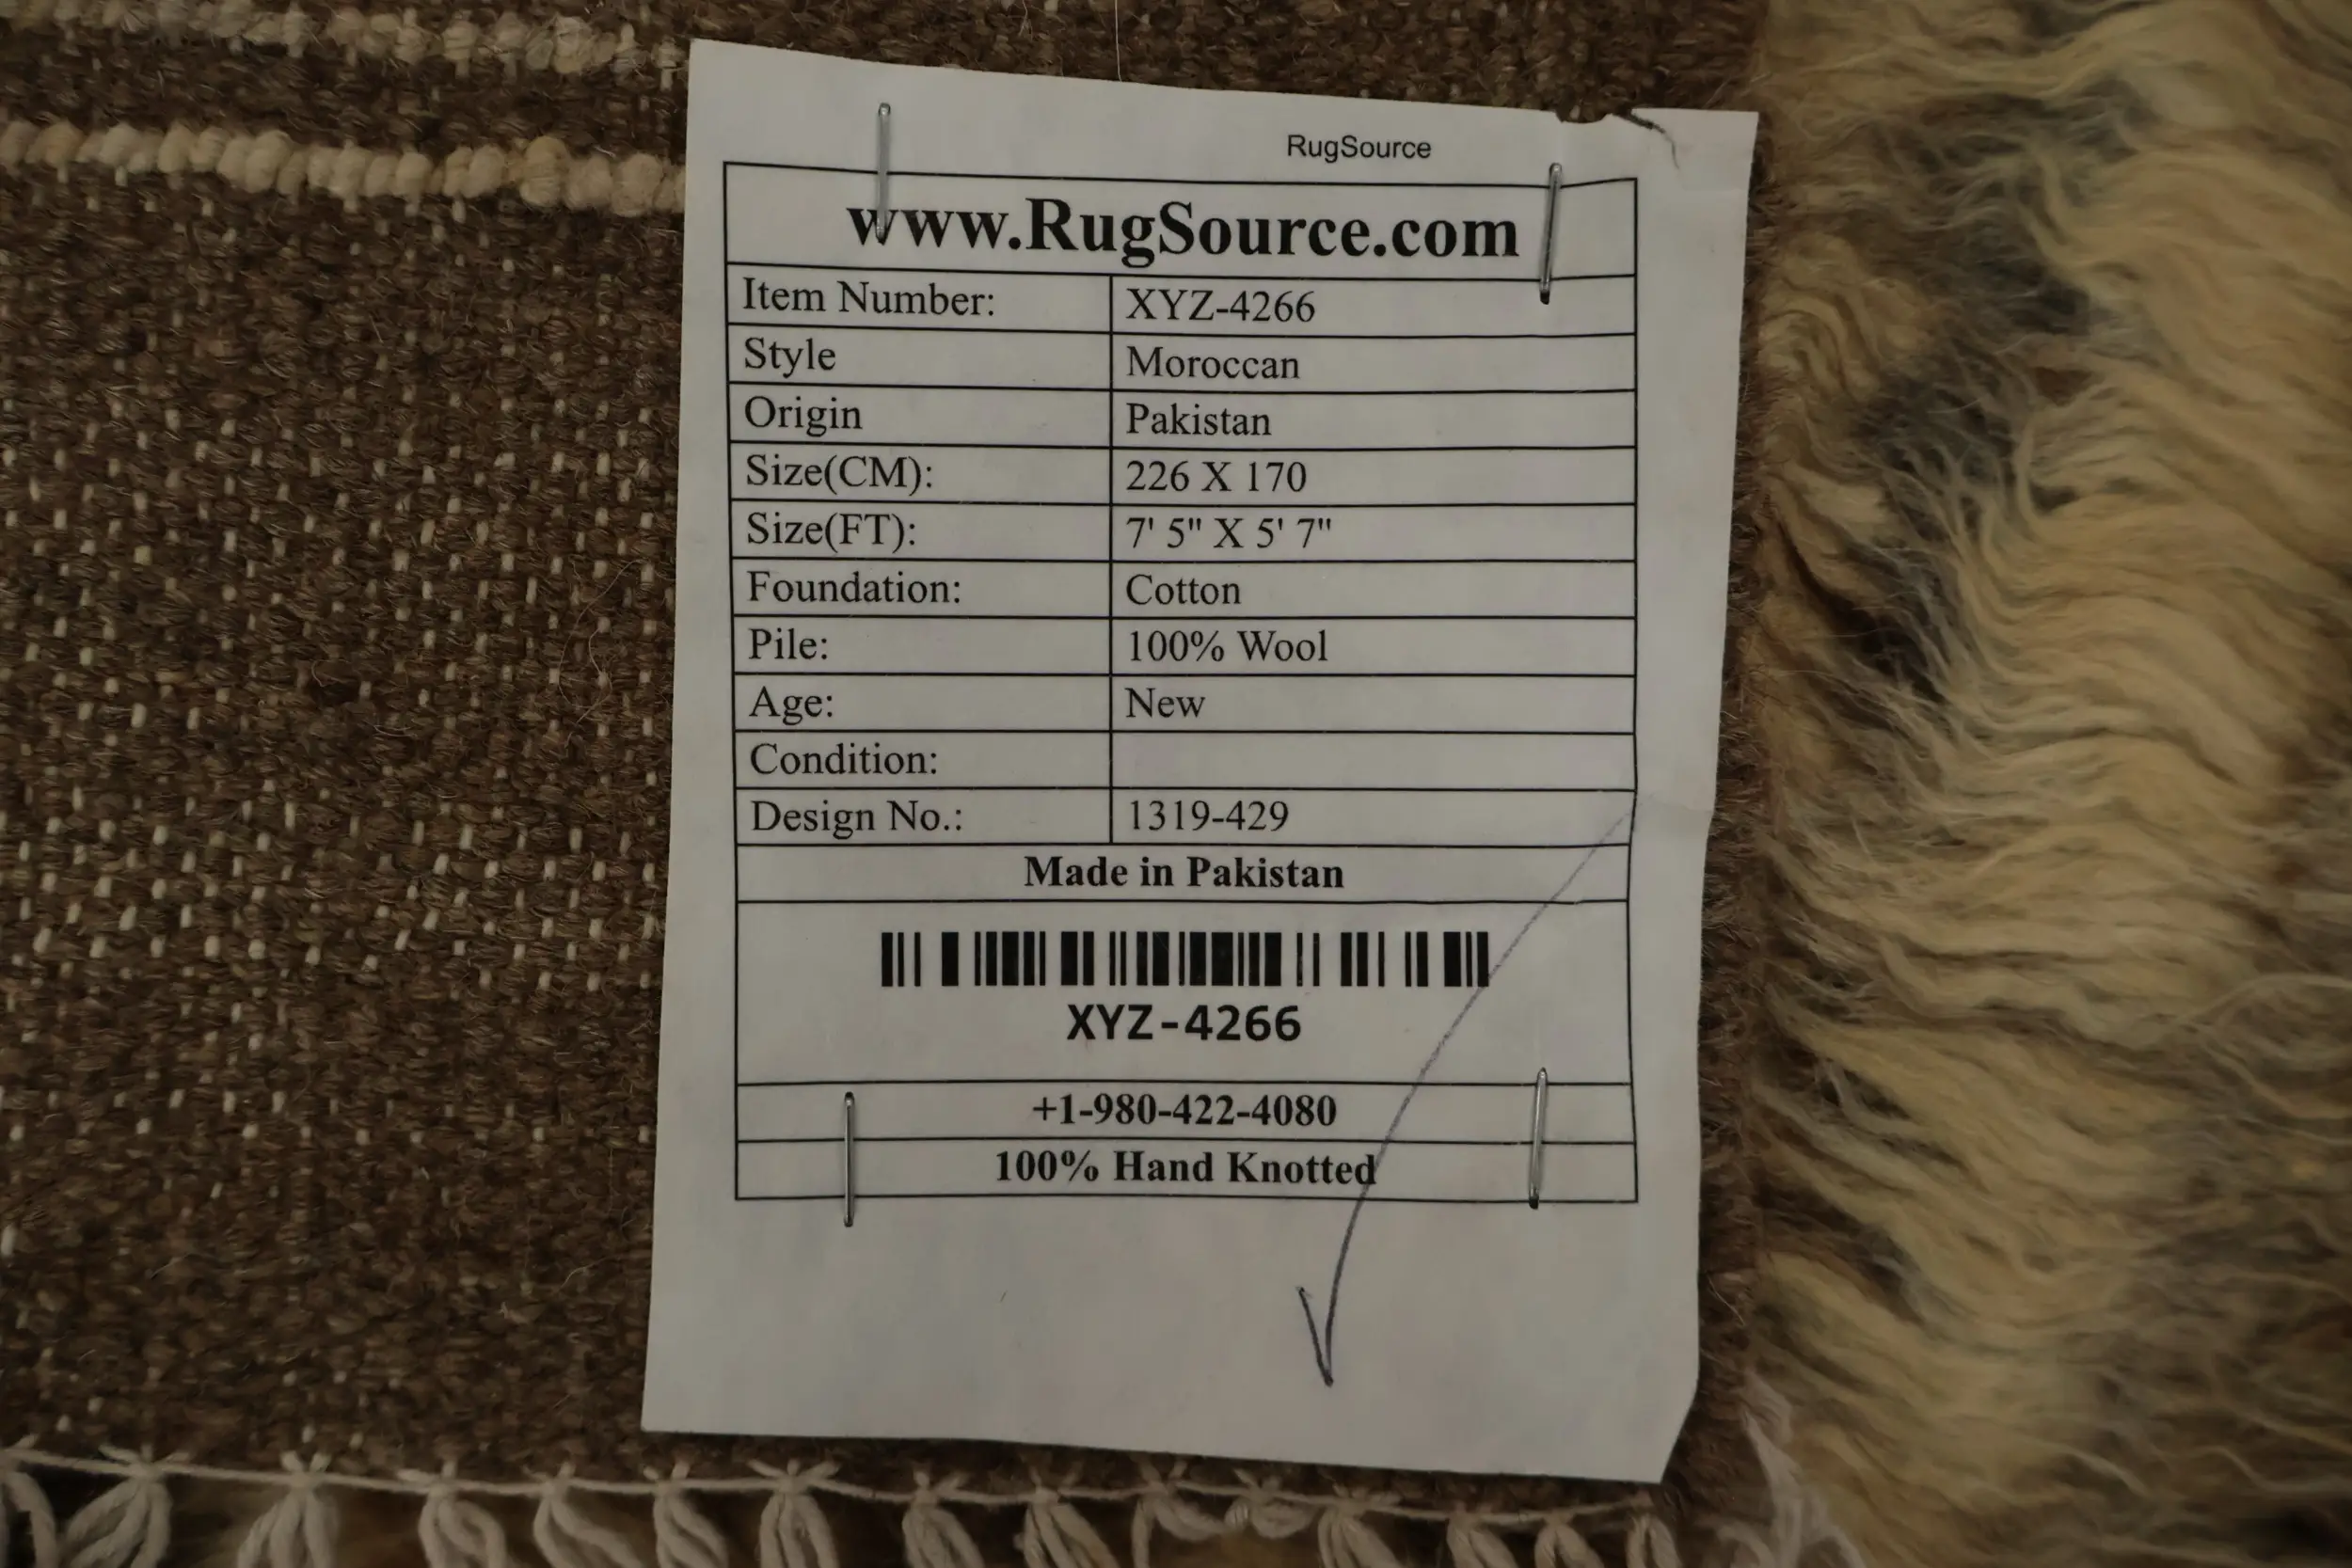 RugSource
www.RugSource.com
Item Number: XYZ-4266
Style Moroccan
Origin Pakistan
Size(CM): 226 X 170
Size(FT): 7' 5" X 5' 7"
Foundation: Cotton
Pile: 100% Wool
Age: New
Condition:
Design No.: 1319-429
Made in Pakistan
XYZ-4266
+1-980-422-4080
100% Hand Knotted